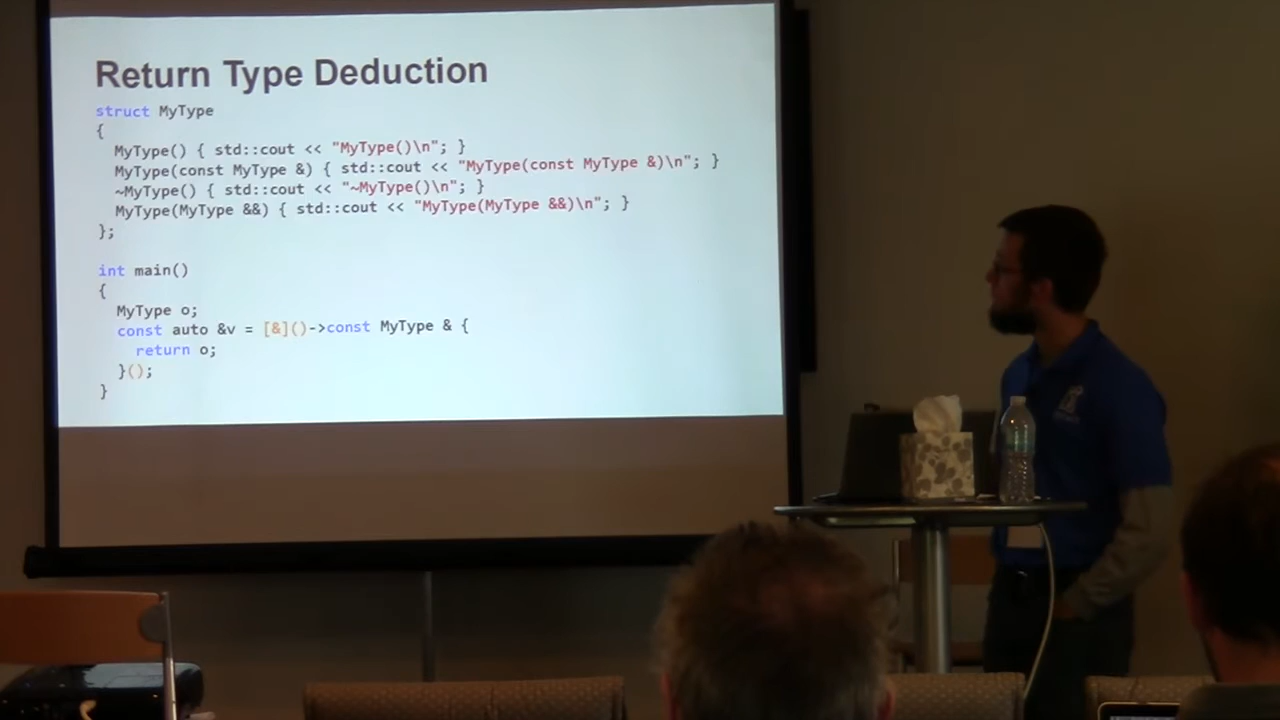 Return Type Deduction
struct MyType
{
MyType() { std::cout << "MyType()\n"; }
MyType(const MyType &) { std::cout << "MyType(const MyType &)\n"; }
~MyType() { std::cout << "~MyType()\n"; }
MyType(MyType &&) { std::cout << "MyType(MyType &&)\n"; }
};
int main()
{
MyType o;
const auto &v = [&]()->const MyType & {
return o;
}();
}